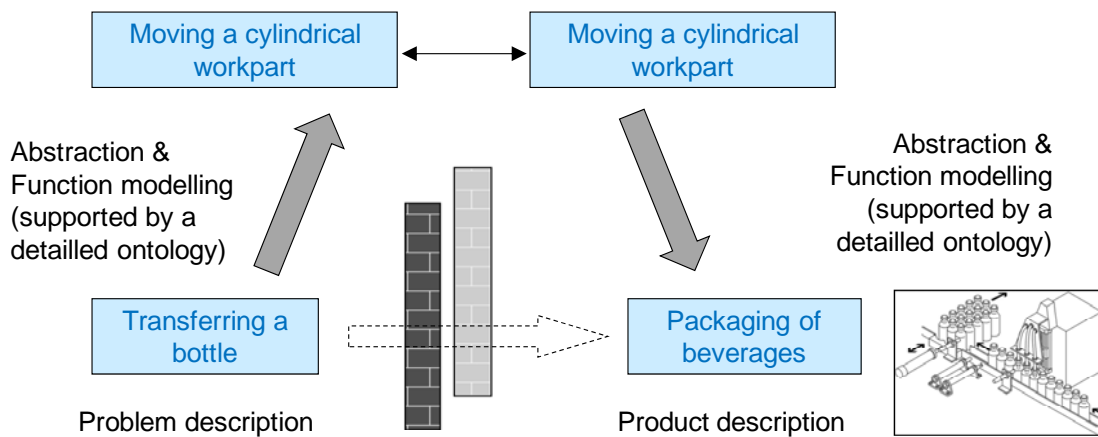 Moving a cylindrical
workpart
Moving a cylindrical
workpart
Abstraction &
Function modelling
(supported by a
detailled ontology)
Abstraction &
Function modelling
(supported by a
detailled ontology)
Transferring a
bottle
Packaging of
beverages
Problem description
Product description